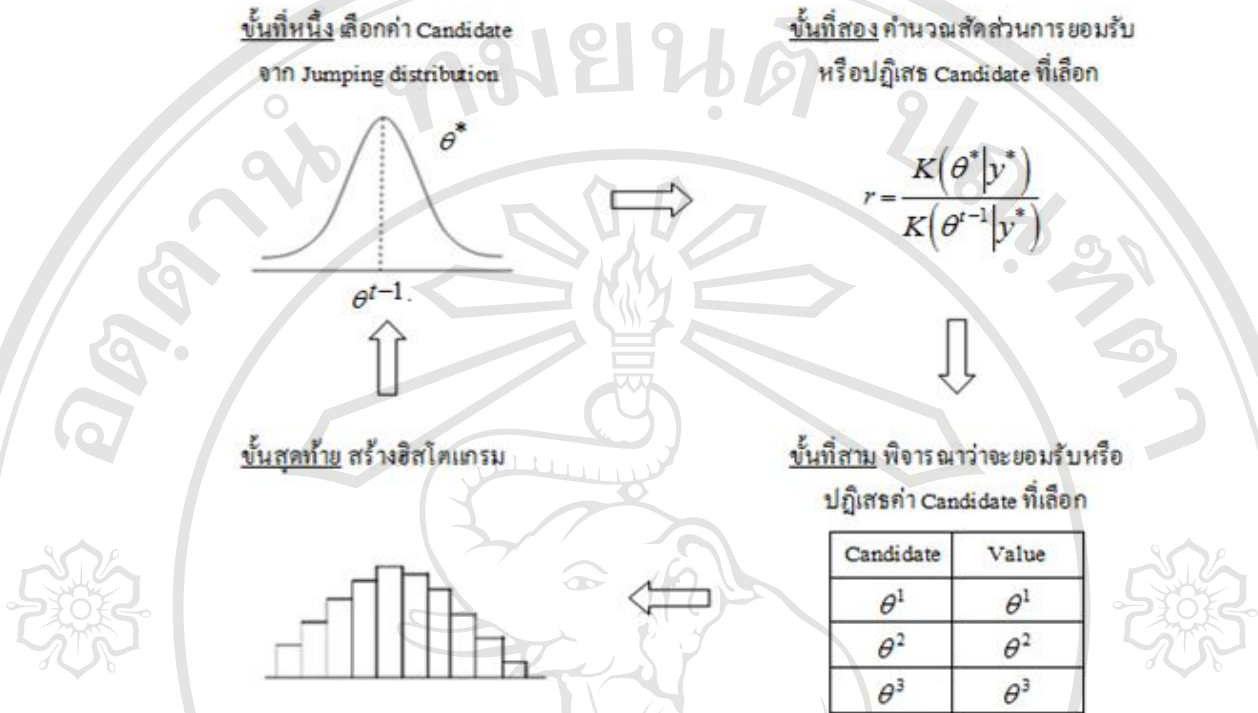 ขั้นที่หนึ่ง เลือกค่า Candidate
จาก Jumping distribution
θ*
θ^{t-1}.
ขั้นที่สอง คำนวณสัดส่วนการยอมรับ
หรือปฏิเสธ Candidate ที่เลือก
r = K(θ*|y*) / K(θ^{t-1}|y*)
ขั้นที่สาม พิจารณาว่าจะยอมรับหรือ
ปฏิเสธค่า Candidate ที่เลือก
Candidate Value
θ¹ θ¹
θ² θ²
θ³ θ³
ขั้นสุดท้าย สร้างฮิสโตแกรม